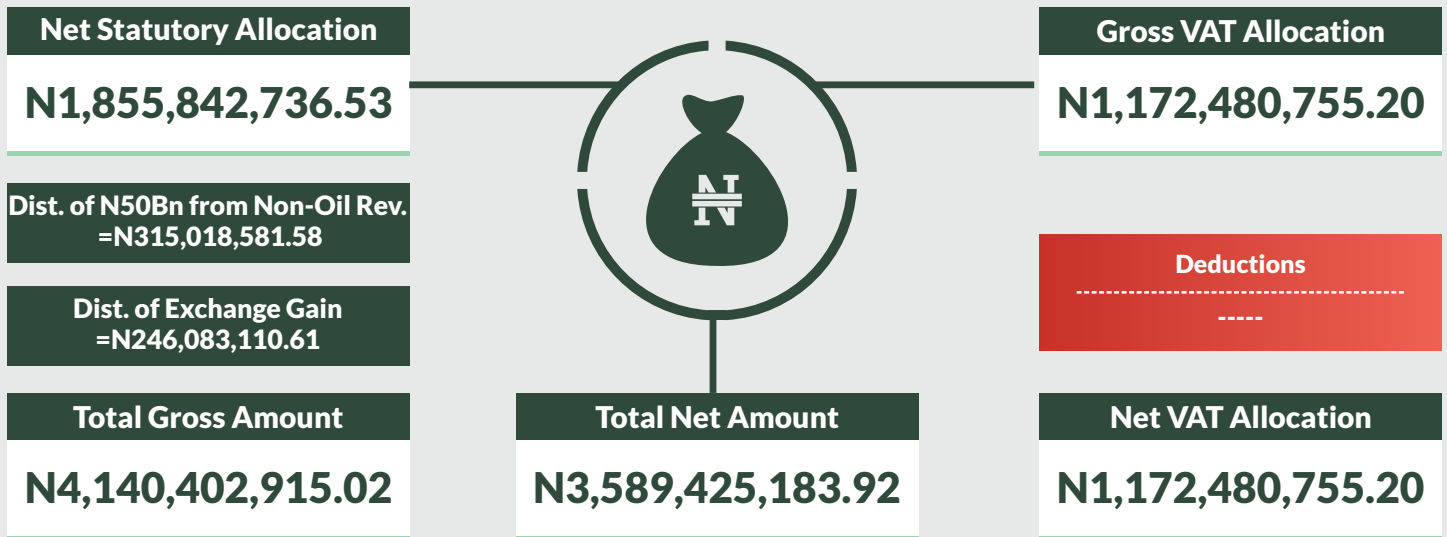 Net Statutory Allocation
N1,855,842,736.53
Dist. of N50Bn from Non-Oil Rev.
=N315,018,581.58
Dist. of Exchange Gain
=N246,083,110.61
Total Gross Amount
N4,140,402,915.02
₦
Total Net Amount
N3,589,425,183.92
Gross VAT Allocation
N1,172,480,755.20
Deductions
--------------------------------------------
-----
Net VAT Allocation
N1,172,480,755.20